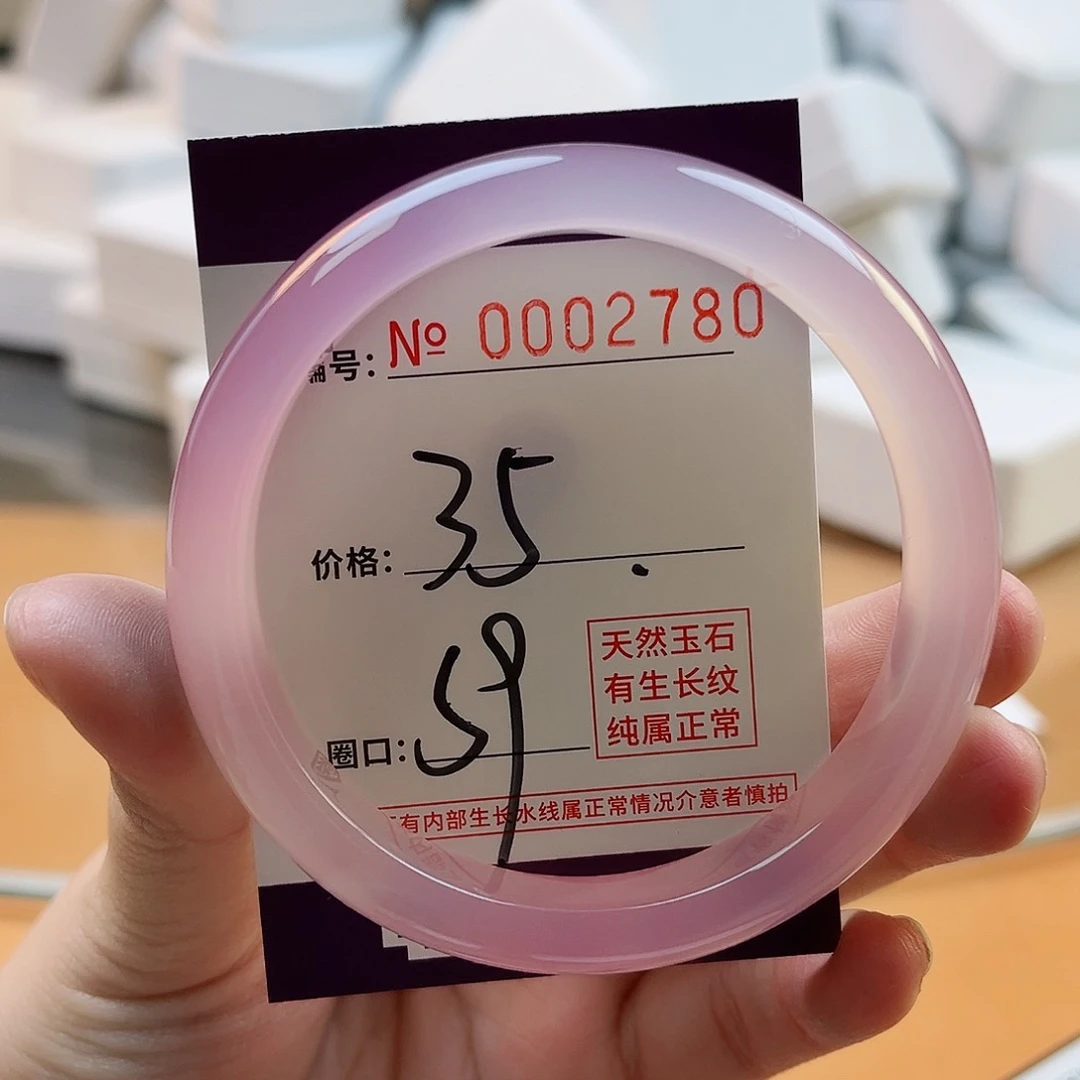 编号: № 0002780
价格: 35.
圈口: 59
天然玉石
有生长纹
纯属正常
有内部生长水线属正常情况介意者慎拍